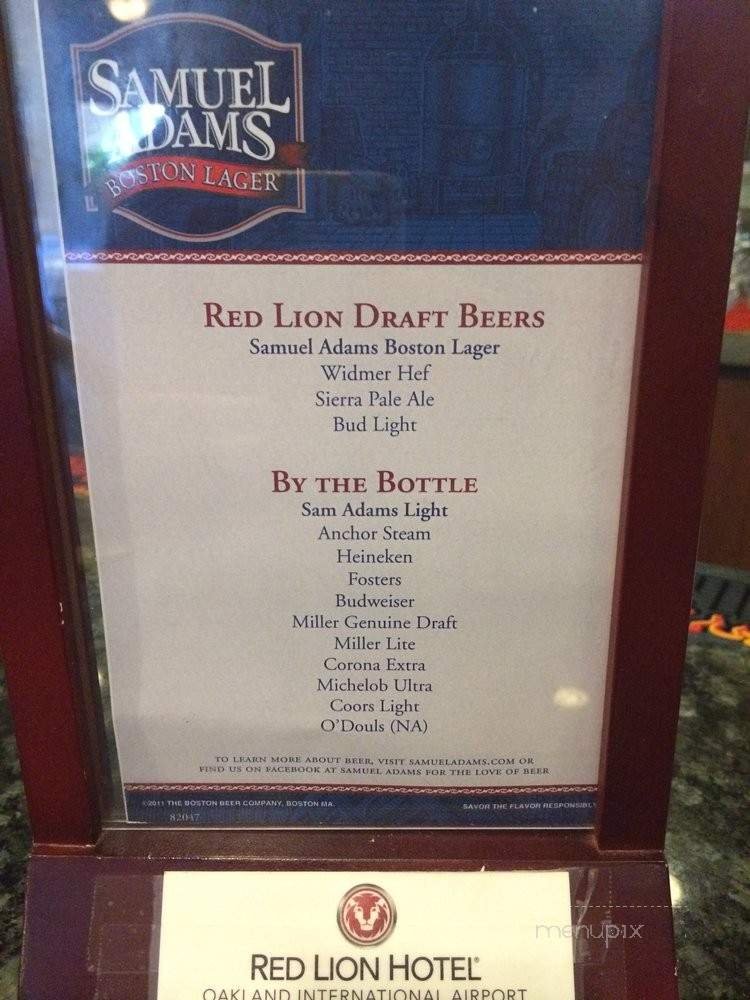 SAMUEL
ADAMS
BOSTON LAGER
RED LION DRAFT BEERS
Samuel Adams Boston Lager
Widmer Hef
Sierra Pale Ale
Bud Light
BY THE BOTTLE
Sam Adams Light
Anchor Steam
Heineken
Fosters
Budweiser
Miller Genuine Draft
Miller Lite
Corona Extra
Michelob Ultra
Coors Light
O'Douls (NA)
TO LEARN MORE ABOUT BEER, VISIT SAMUELADAMS.COM OR
FIND US ON FACEBOOK AT SAMUEL ADAMS FOR THE LOVE OF BEER
©2011 THE BOSTON BEER COMPANY, BOSTON MA.
SAVOR THE FLAVOR RESPONSIBLY
82047
menupix
RED LION HOTEL®
OAKLAND INTERNATIONAL AIRPORT